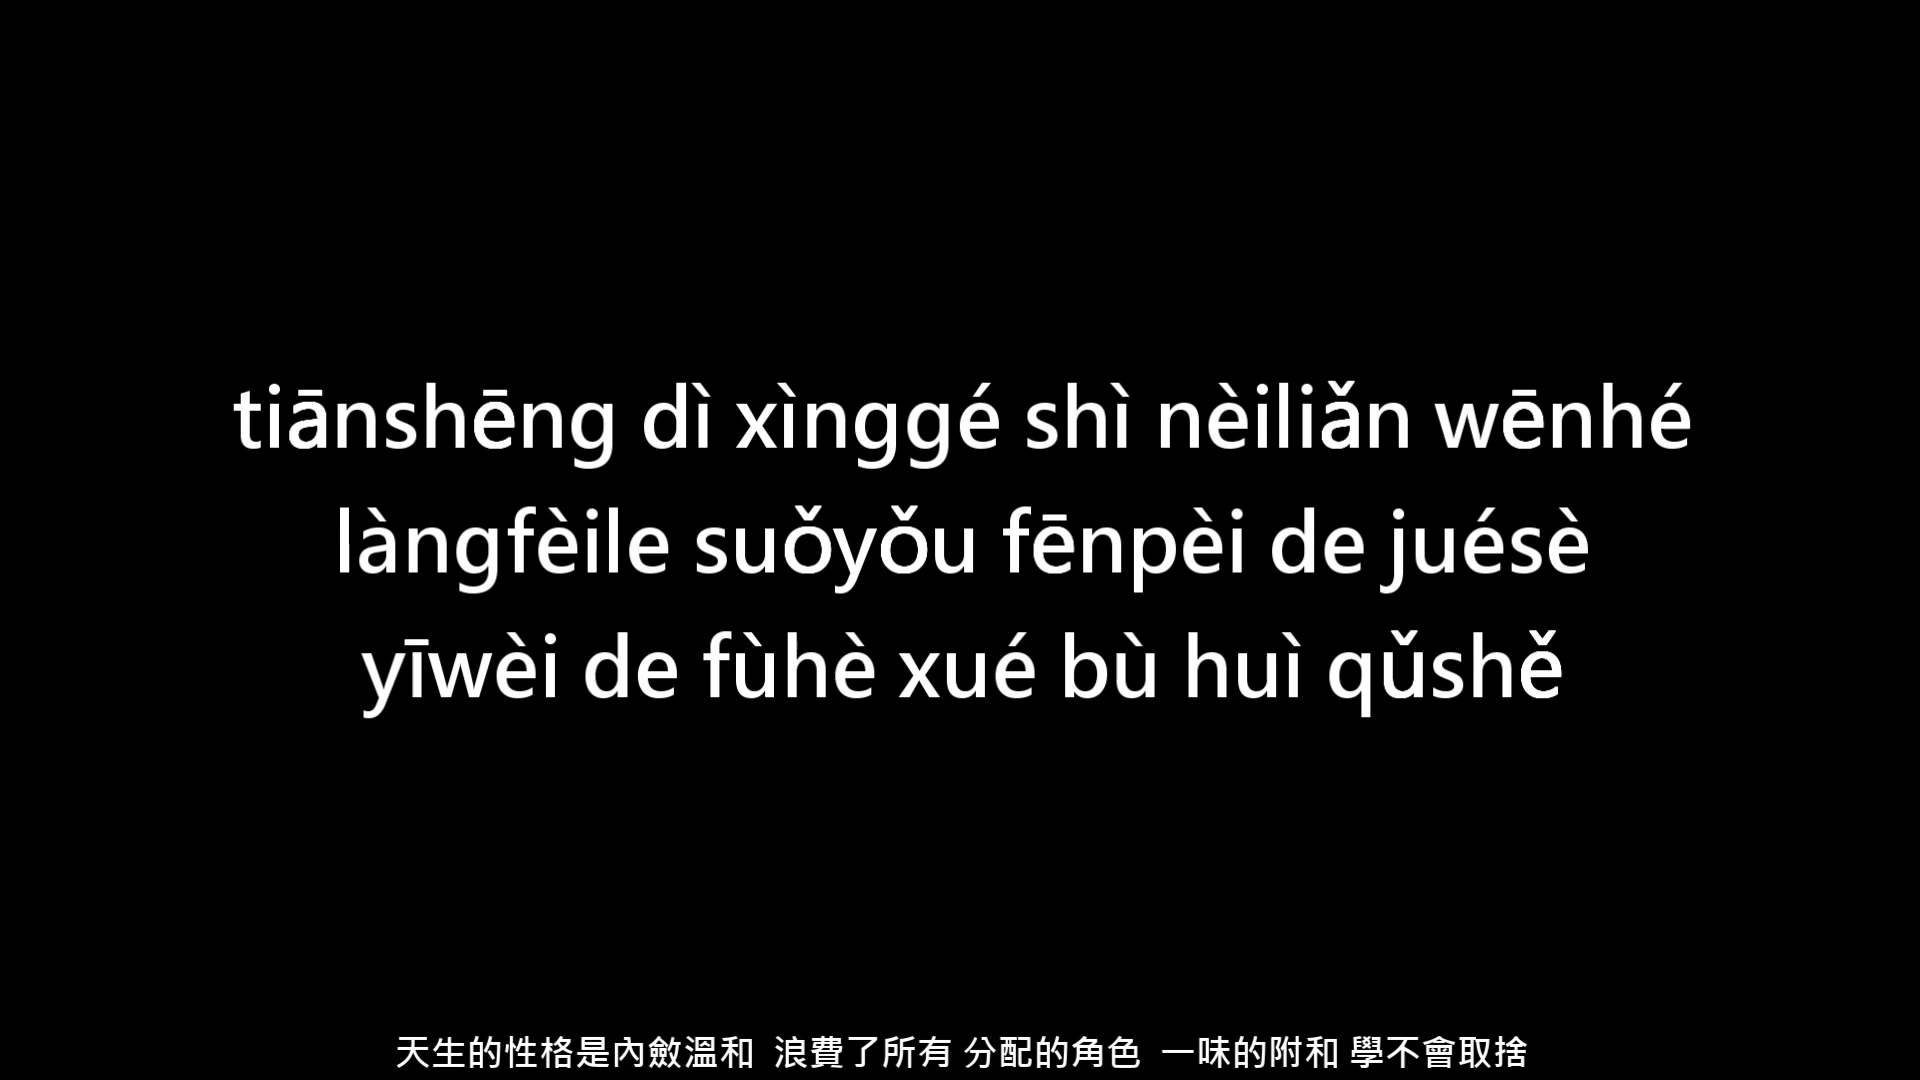 tiānshēng dì xìnggé shì nèiliǎn wēnhé
làngfèile suǒyǒu fēnpèi de juésè
yīwèi de fùhè xué bù huì qǔshě
天生的性格是內斂溫和 浪費了所有 分配的角色 一味的附和 學不會取捨